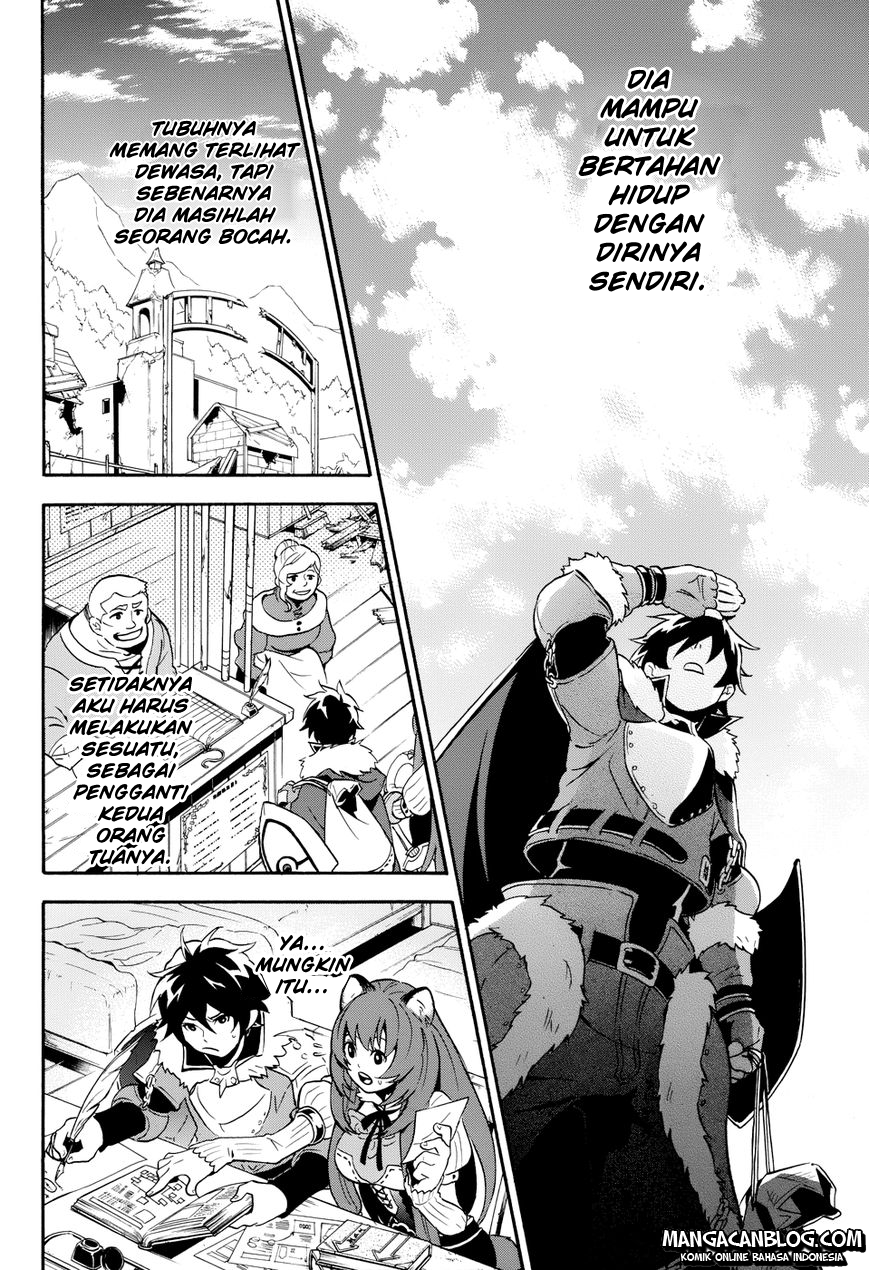 DIA
MAMPU
UNTUK
BERTAHAN
HIDUP
DENGAN
DIRINYA
SENDIRI.
TUBUHNYA
MEMANG TERLIHAT
DEWASA, TAPI
SEBENARNYA
DIA MASIHLAH
SEORANG BOCAH.
SETIDAKNYA
AKU HARUS
MELAKUKAN
SESUATU,
SEBAGAI
PENGGANTI
KEDUA
ORANG
TUANYA.
YA...
MUNGKIN
ITU...
MANGACANBLOG.COM
KOMIK ONLINE BAHASA INDONESIA